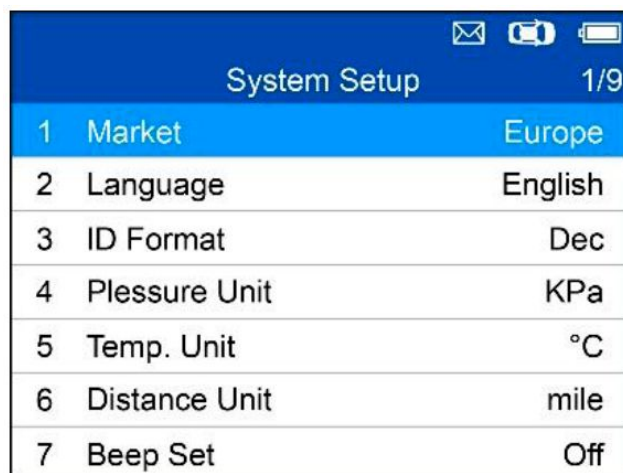 System Setup 1/9
1 Market Europe
2 Language English
3 ID Format Dec
4 Plessure Unit KPa
5 Temp. Unit °C
6 Distance Unit mile
7 Beep Set Off